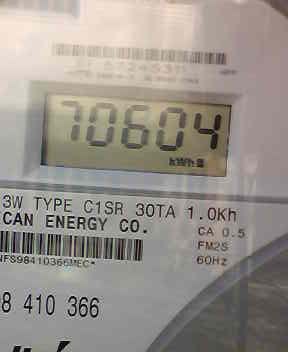 70604
kWh
3W TYPE C1SR 30TA 1.0Kh
CAN ENERGY CO.
CA 0.5
FM2S
60Hz
NFS98410366MEC*
8 410 366